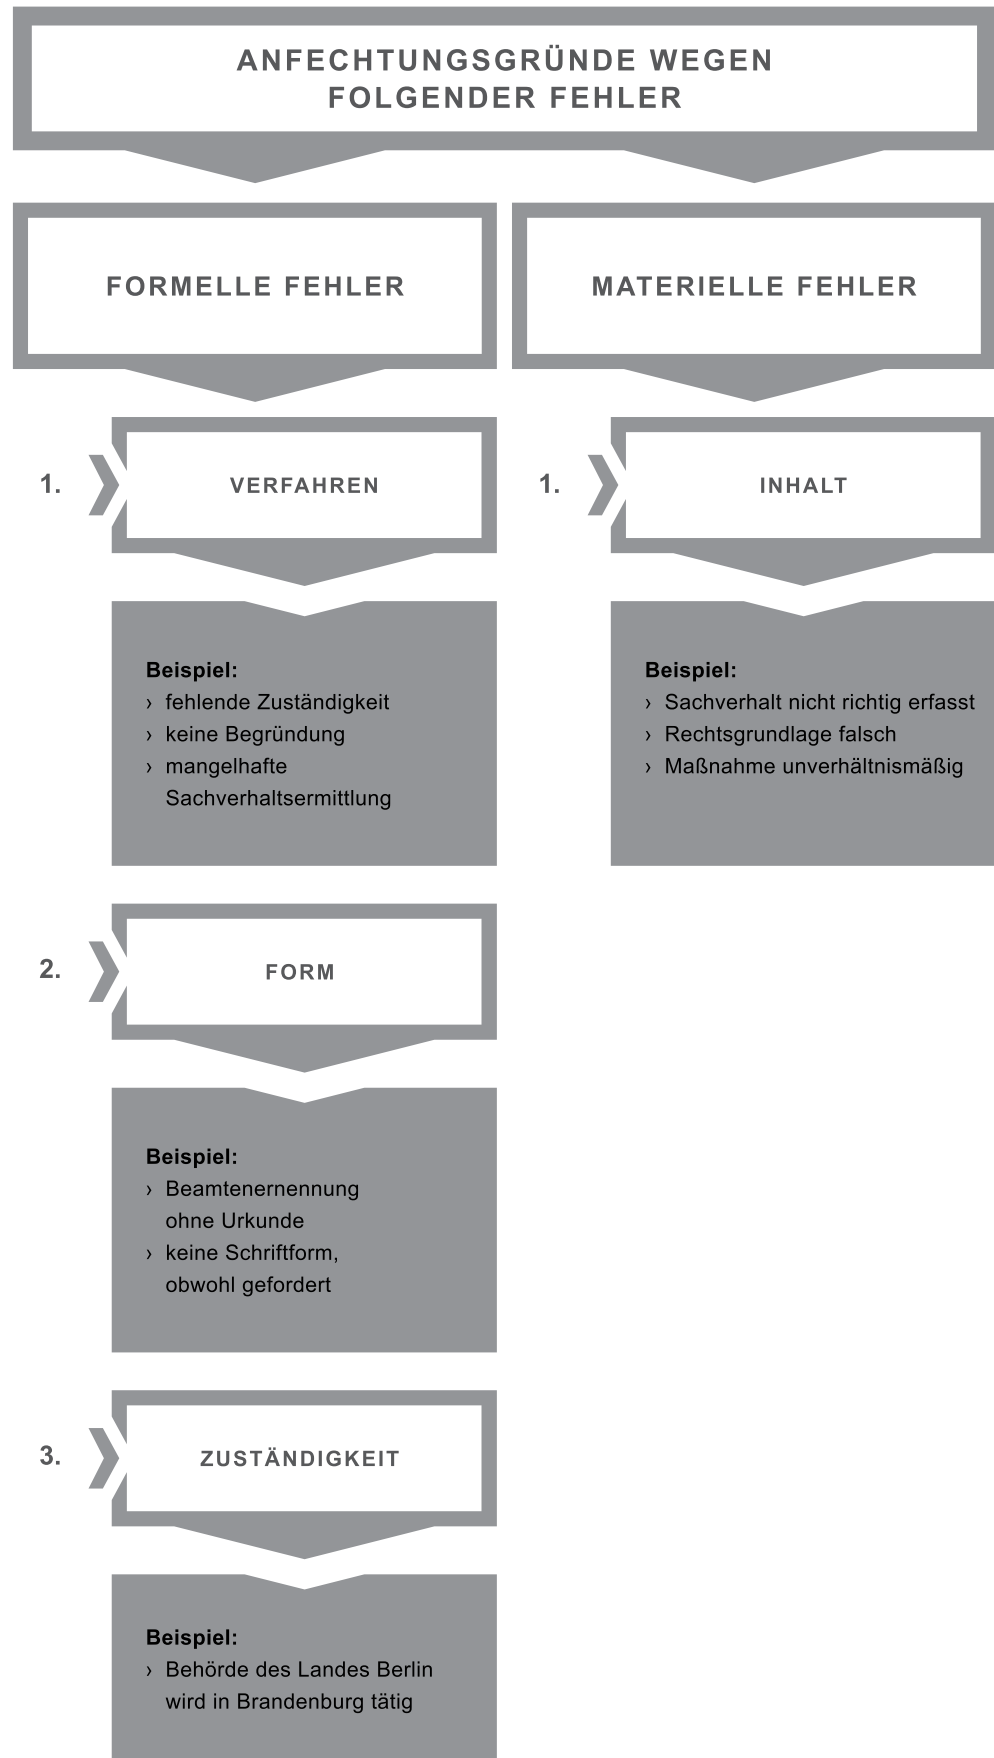 ANFECHTUNGSGRÜNDE WEGEN
FOLGENDER FEHLER
FORMELLE FEHLER
1.
VERFAHREN
Beispiel:
› fehlende Zuständigkeit
› keine Begründung
› mangelhafte
Sachverhaltsermittlung
2.
FORM
Beispiel:
› Beamtenernennung
ohne Urkunde
› keine Schriftform,
obwohl gefordert
3.
ZUSTÄNDIGKEIT
Beispiel:
› Behörde des Landes Berlin
wird in Brandenburg tätig
MATERIELLE FEHLER
1.
INHALT
Beispiel:
› Sachverhalt nicht richtig erfasst
› Rechtsgrundlage falsch
› Maßnahme unverhältnismäßig